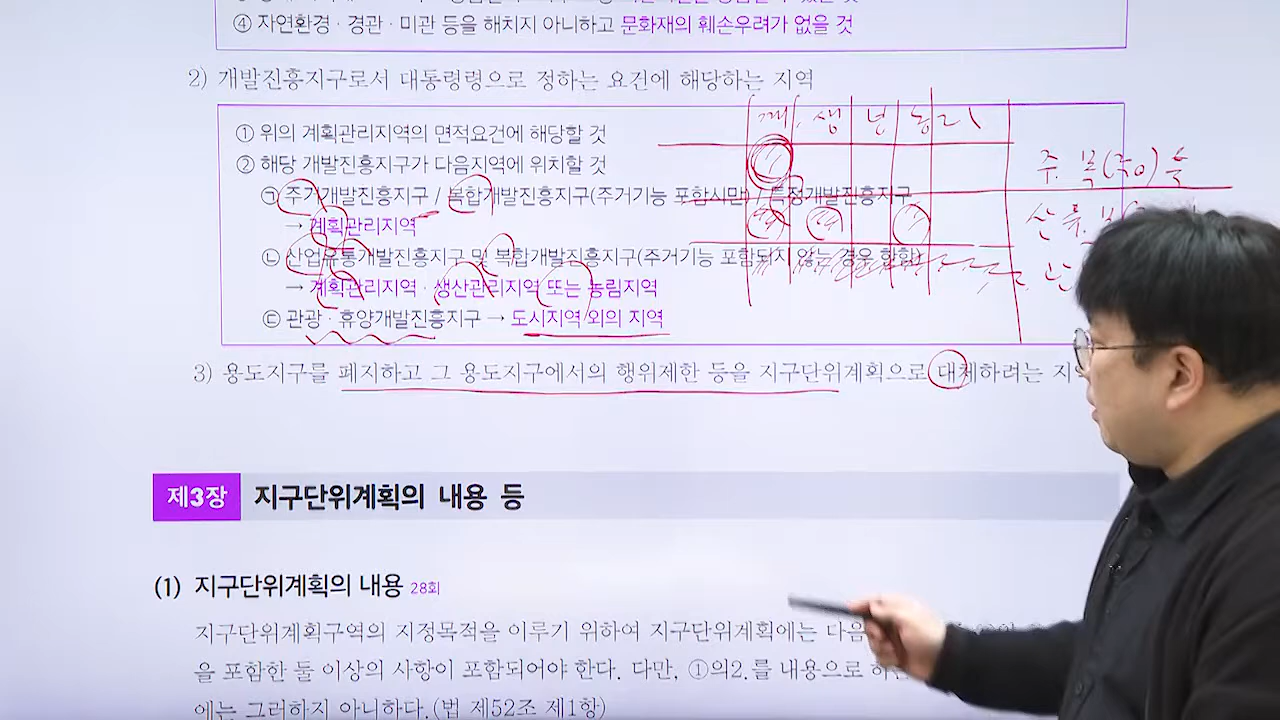 ④ 자연환경 · 경관 · 미관 등을 해치지 아니하고 문화재의 훼손우려가 없을 것
2) 개발진흥지구로서 대통령령으로 정하는 요건에 해당하는 지역
① 위의 계획관리지역의 면적요건에 해당할 것
② 해당 개발진흥지구가 다음지역에 위치할 것
㉠ 주거개발진흥지구 / 복합개발진흥지구(주거기능 포함시만) / 특정개발진흥지구
→ 계획관리지역
㉡ 산업유통개발진흥지구 및 복합개발진흥지구(주거기능 포함되지 않는 경우 한함)
→ 계획관리지역 · 생산관리지역 또는 농림지역
㉢ 관광 · 휴양개발진흥지구 → 도시지역 외의 지역
계 생 보 농림
주. 복(주o) 특
산 유
관
3) 용도지구를 폐지하고 그 용도지구에서의 행위제한 등을 지구단위계획으로 대체하려는
제3장 지구단위계획의 내용 등
(1) 지구단위계획의 내용 28회
지구단위계획구역의 지정목적을 이루기 위하여 지구단위계획에는 다음
을 포함한 둘 이상의 사항이 포함되어야 한다. 다만, ①의2.를 내용으로
에는 그러하지 아니하다.(법 제52조 제1항)